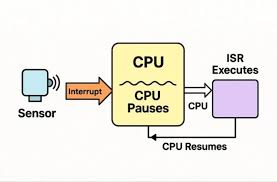 Sensor
Interrupt
CPU
CPU
Pauses
CPU
ISR
Executes
CPU Resumes